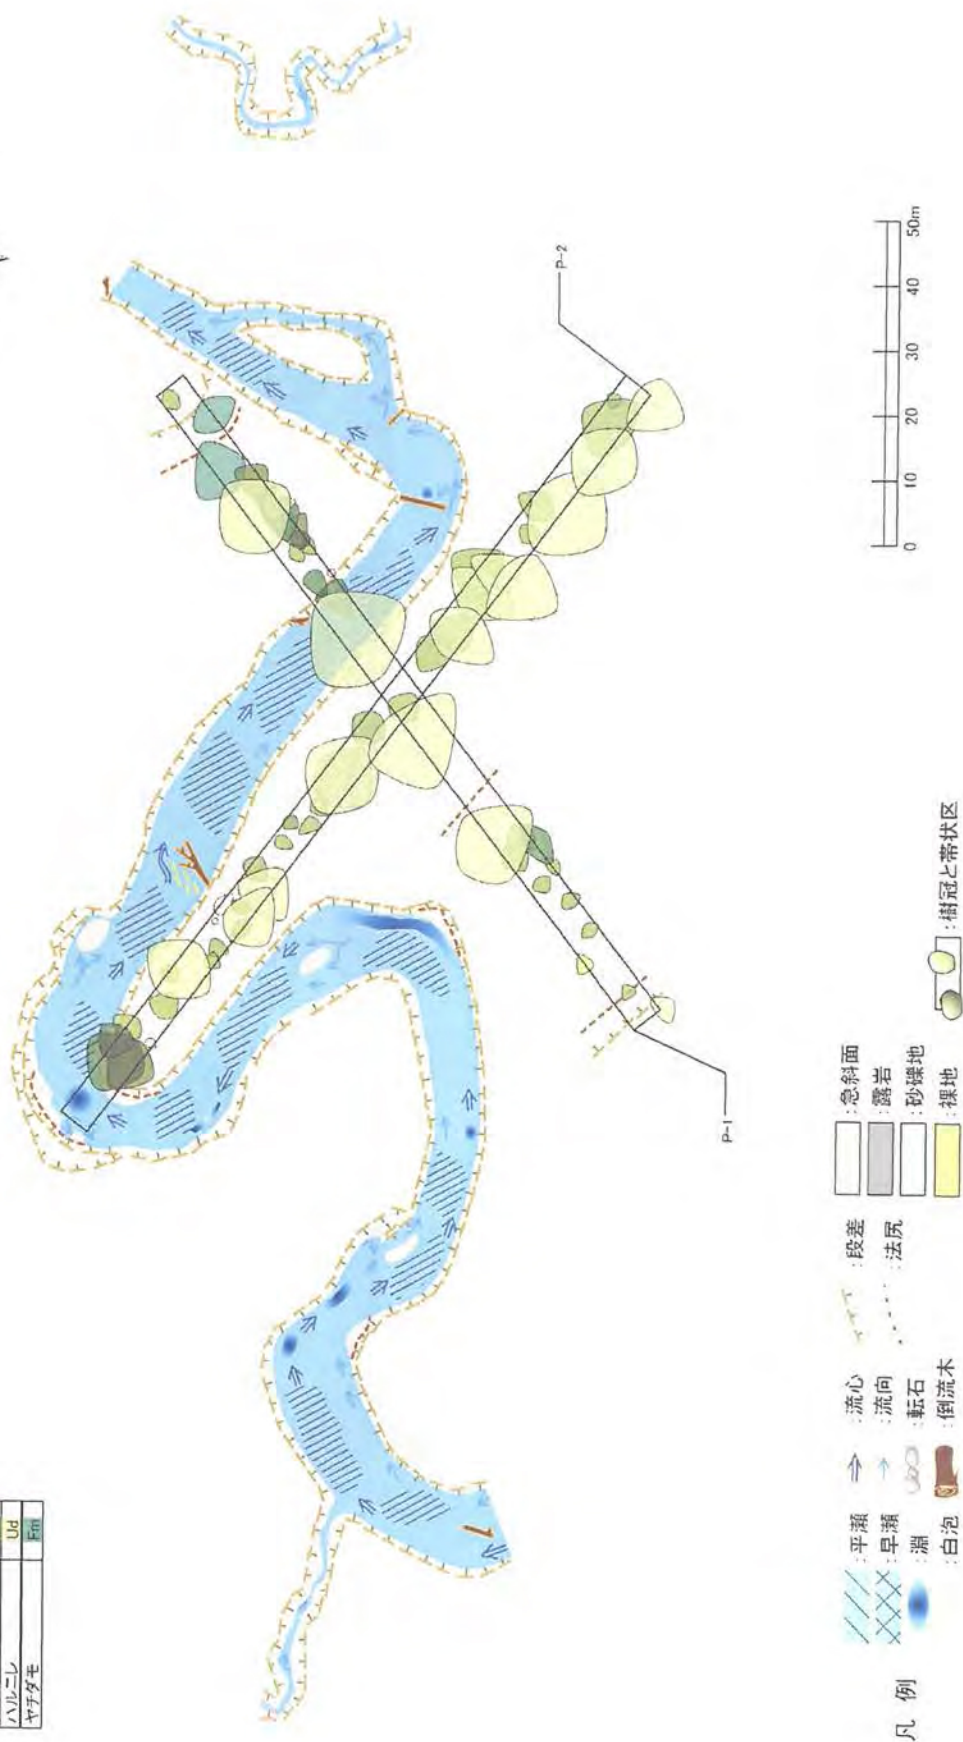 ハルニレ Ud
ヤチダモ Fm
P-1
P-2
0 10 20 30 40 50m
凡例
:平瀬
:早瀬
:淵
:白泡
:流心
:流向
:転石
:倒流木
:段差
:法尻
:急斜面
:露岩
:砂礫地
:裸地
:樹冠と帯状区